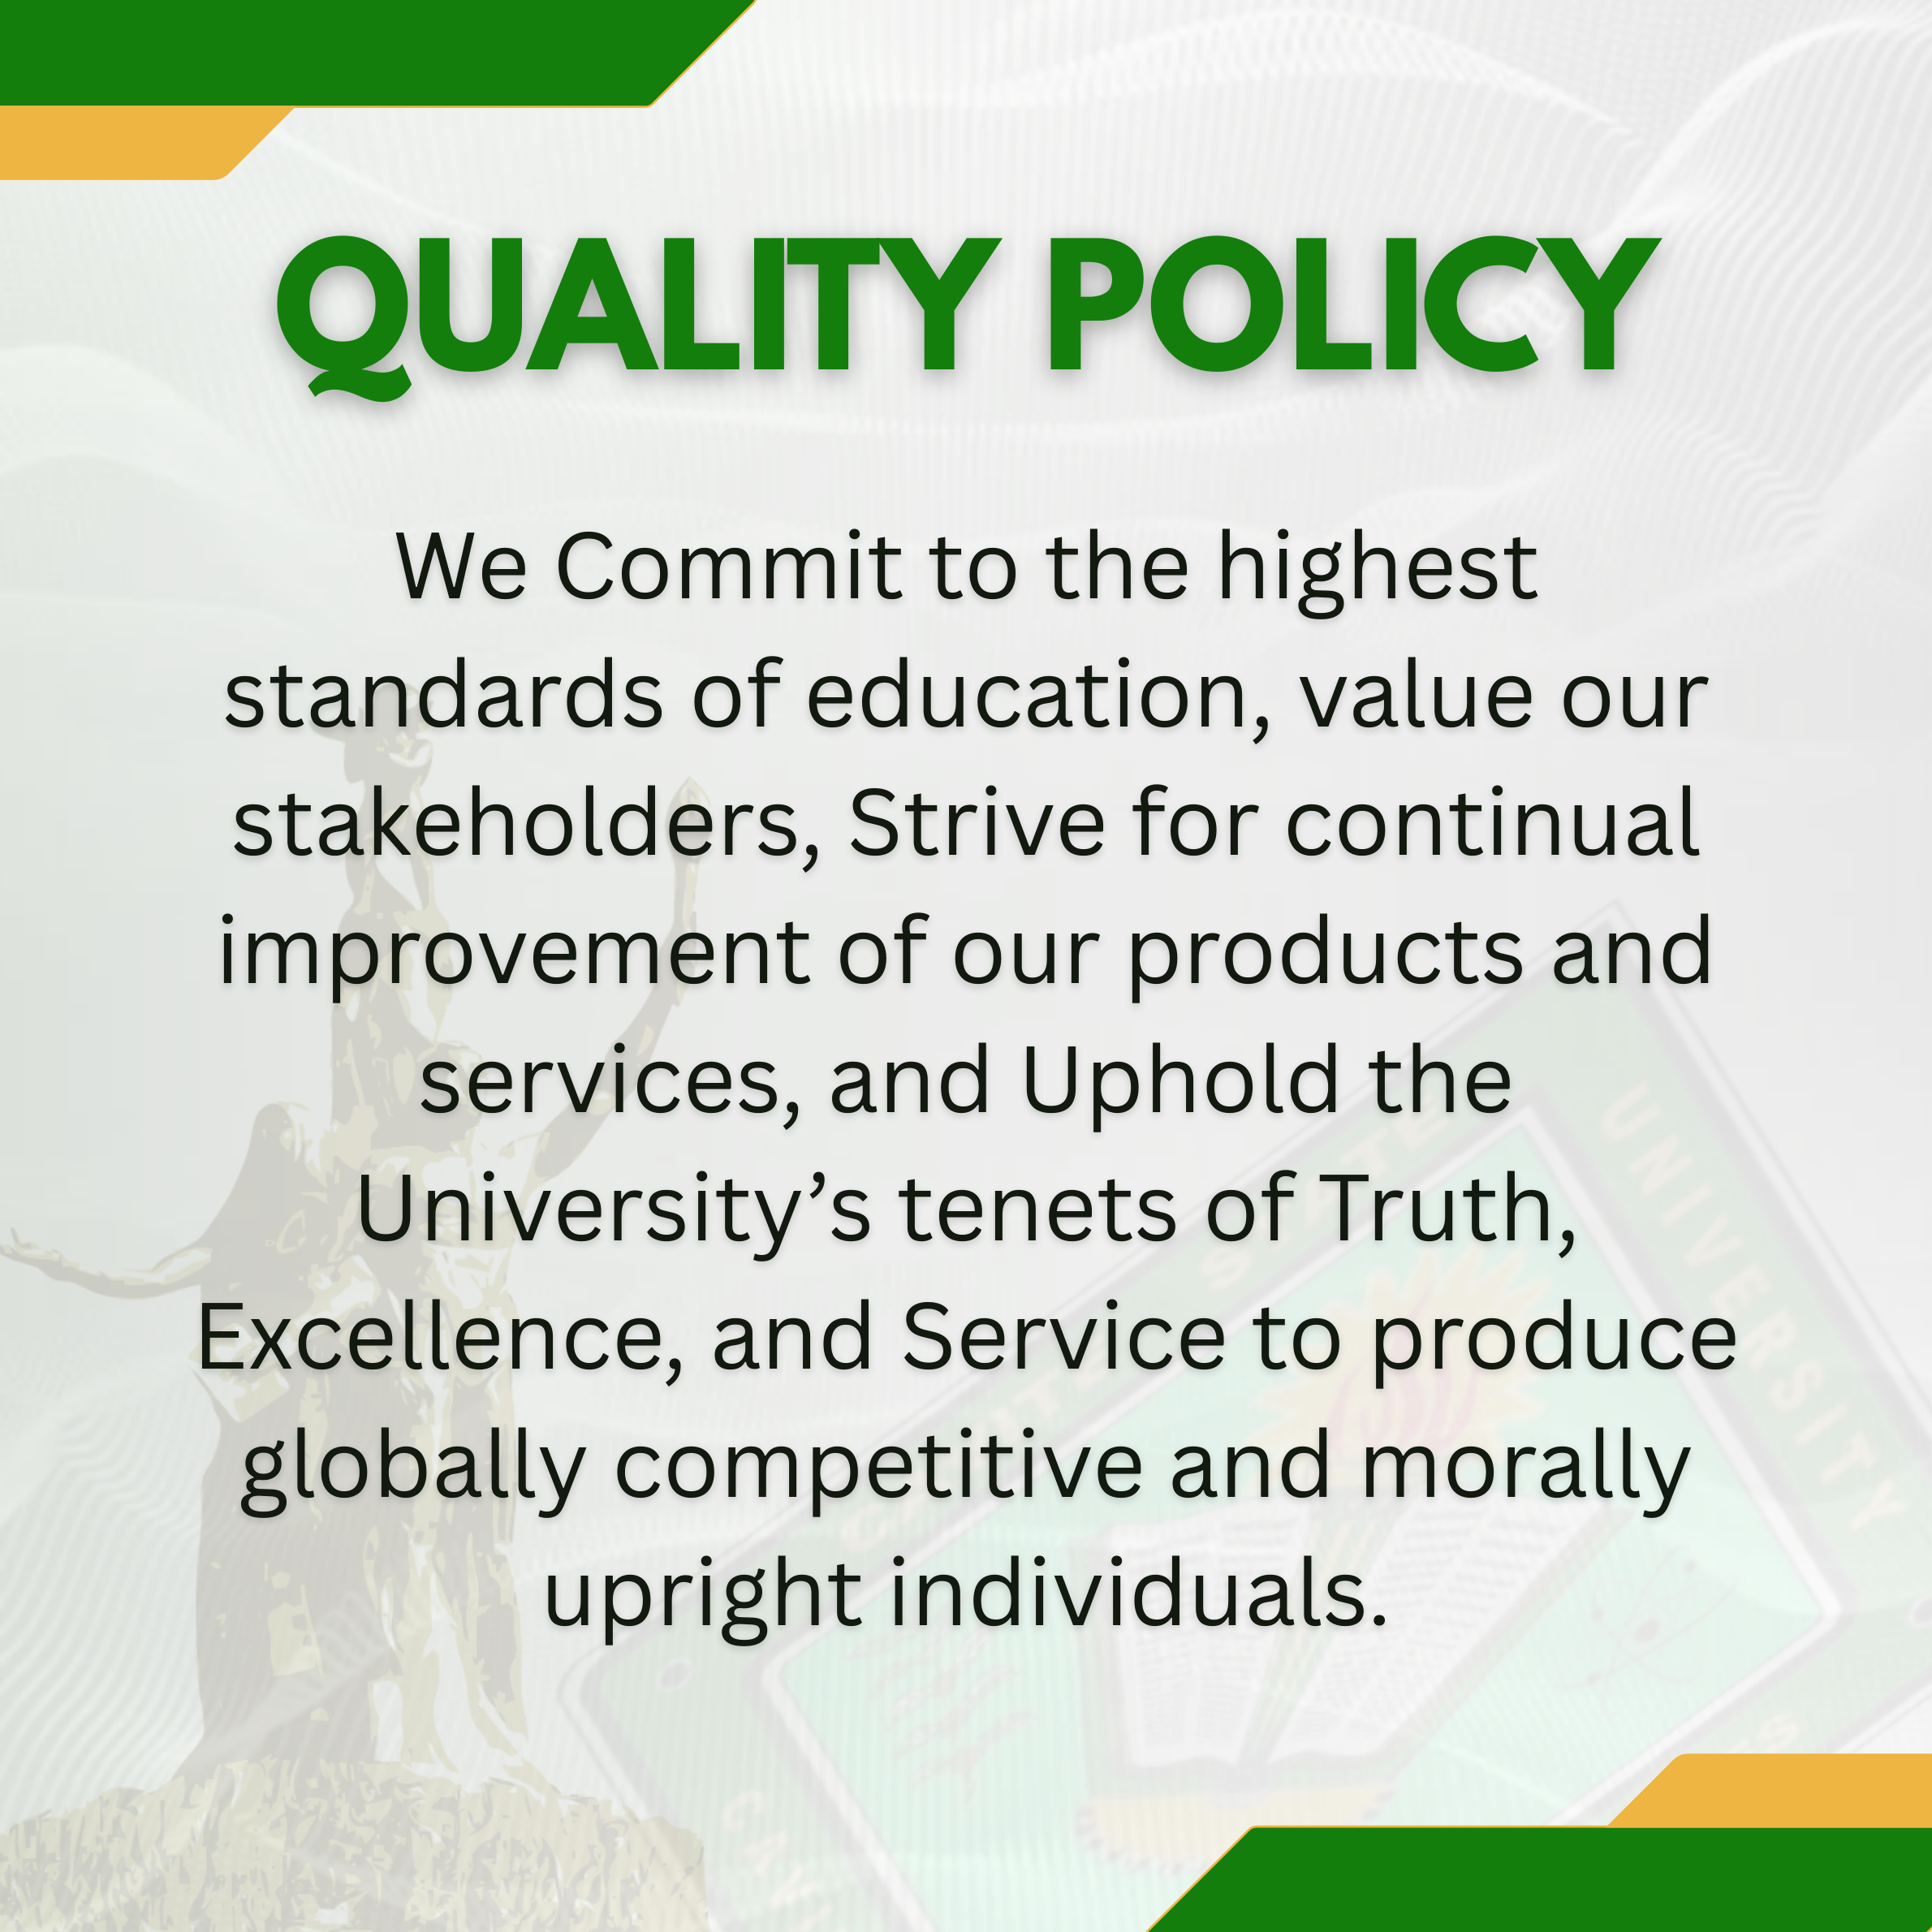 QUALITY POLICY
We Commit to the highest
standards of education, value our
stakeholders, Strive for continual
improvement of our products and
services, and Uphold the
University’s tenets of Truth,
Excellence, and Service to produce
globally competitive and morally
upright individuals.
STATE
UNIVERSITY